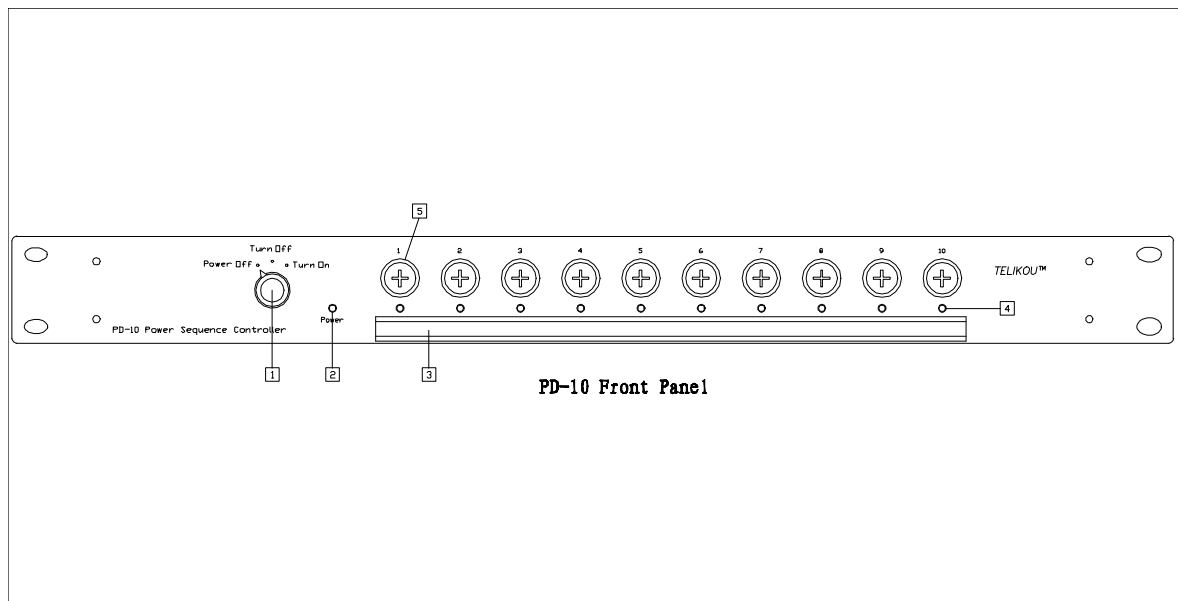 5
Turn Off
Power Off
Turn On
1 2 3 4 5 6 7 8 9 10
TELIKOU™
4
Power
PD-10 Power Sequence Controller
1 2 3
PD-10 Front Panel